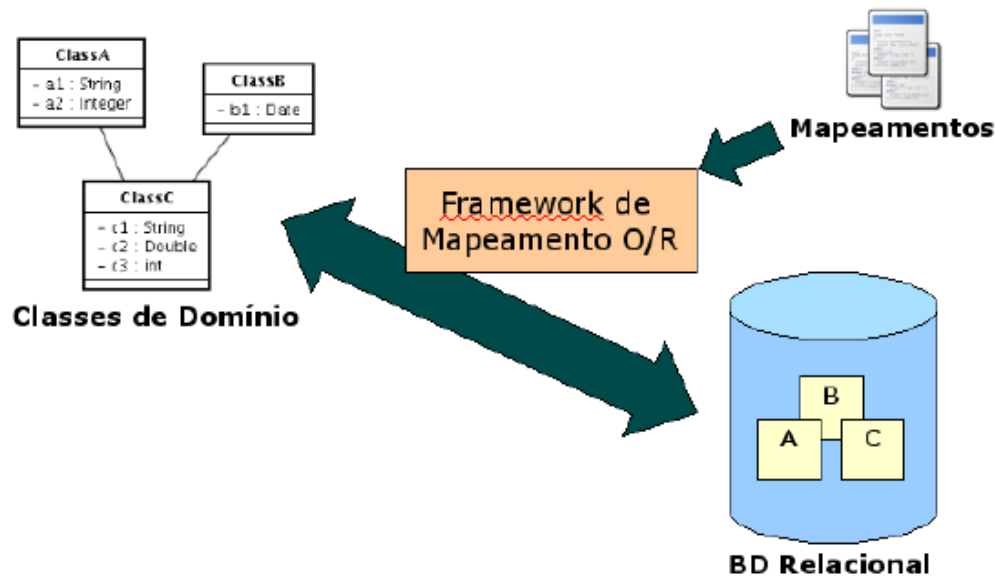 ClassA
- a1 : String
- a2 : Integer
ClassB
- b1 : Date
ClassC
- c1 : String
- c2 : Double
- c3 : int
Classes de Domínio
Mapeamentos
Framework de
Mapeamento O/R
B
A C
BD Relacional